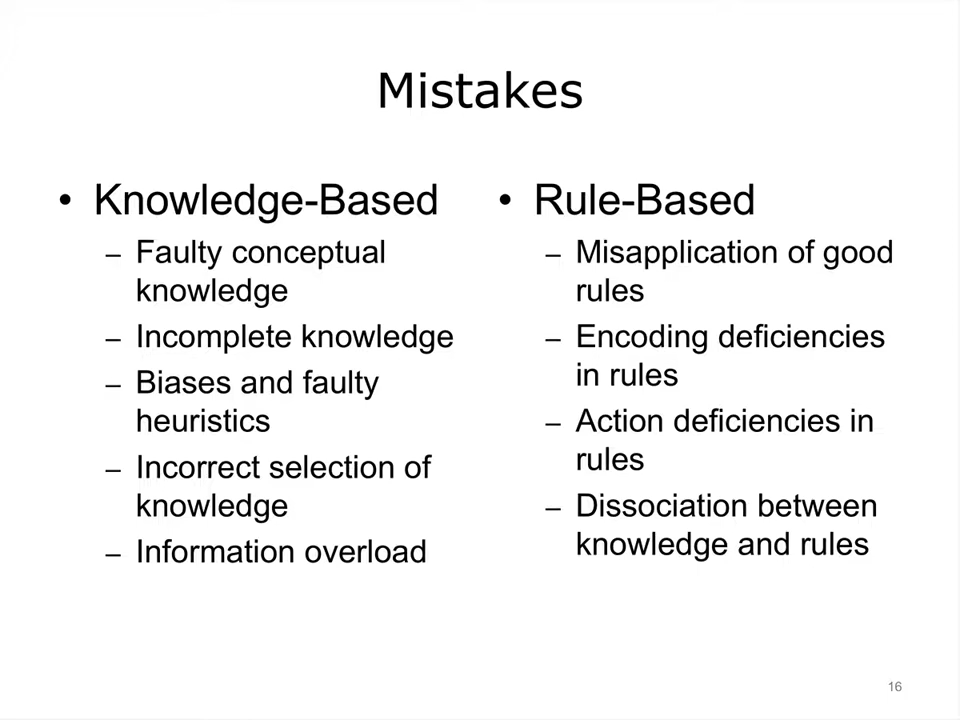 Mistakes
• Knowledge-Based
– Faulty conceptual
knowledge
– Incomplete knowledge
– Biases and faulty
heuristics
– Incorrect selection of
knowledge
– Information overload
• Rule-Based
– Misapplication of good
rules
– Encoding deficiencies
in rules
– Action deficiencies in
rules
– Dissociation between
knowledge and rules
16